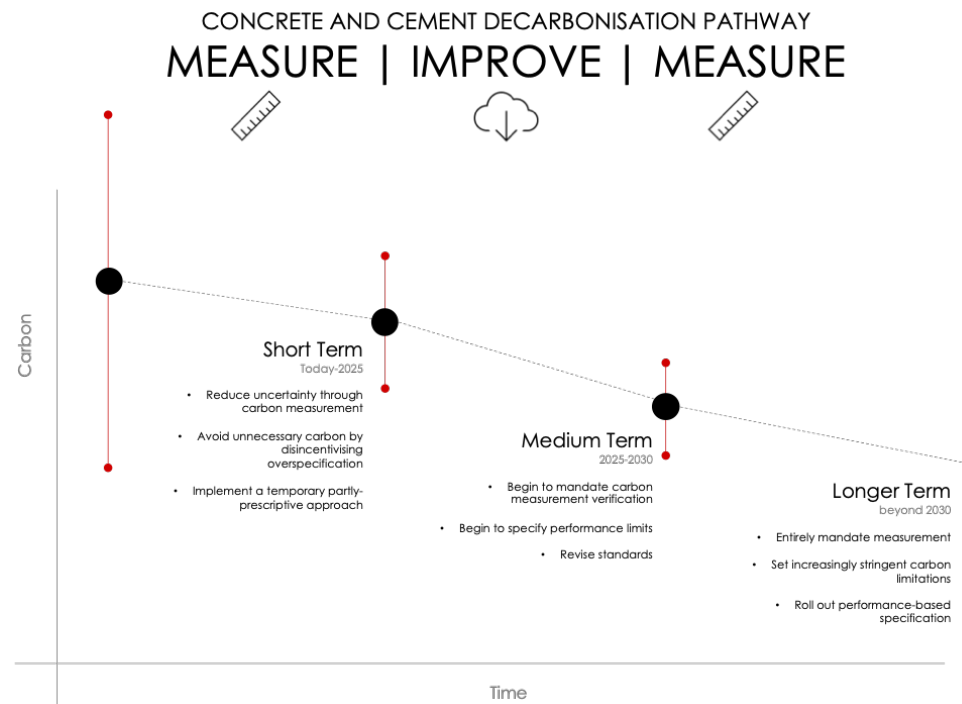 CONCRETE AND CEMENT DECARBONISATION PATHWAY
MEASURE | IMPROVE | MEASURE
Carbon
Short Term
Today-2025
• Reduce uncertainty through
carbon measurement
• Avoid unnecessary carbon by
disincentivising
overspecification
• Implement a temporary partly-
prescriptive approach
Medium Term
2025-2030
• Begin to mandate carbon
measurement verification
• Begin to specify performance limits
• Revise standards
Longer Term
beyond 2030
• Entirely mandate measurement
• Set increasingly stringent carbon
limitations
• Roll out performance-based
specification
Time